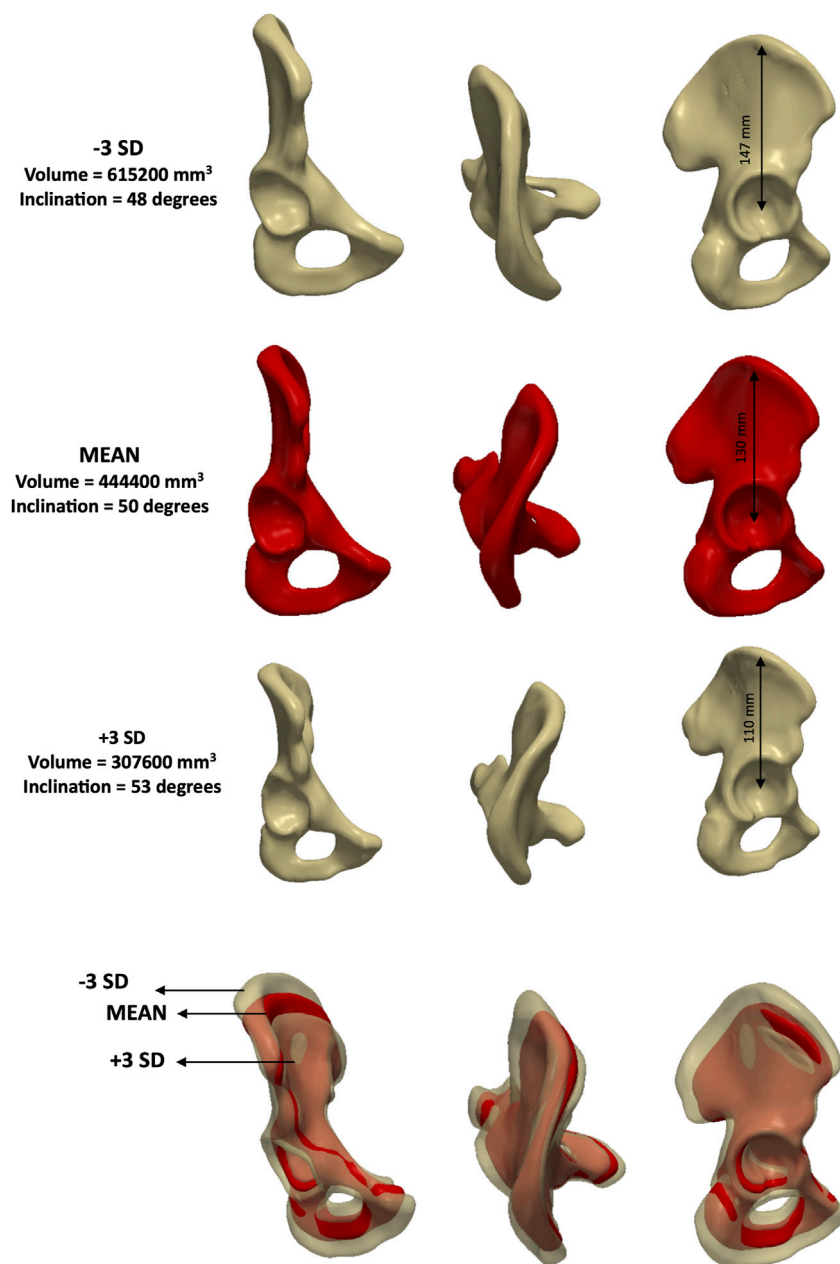 -3 SD
Volume = 615200 mm³
Inclination = 48 degrees
147 mm
MEAN
Volume = 444400 mm³
Inclination = 50 degrees
130 mm
+3 SD
Volume = 307600 mm³
Inclination = 53 degrees
110 mm
-3 SD
MEAN
+3 SD